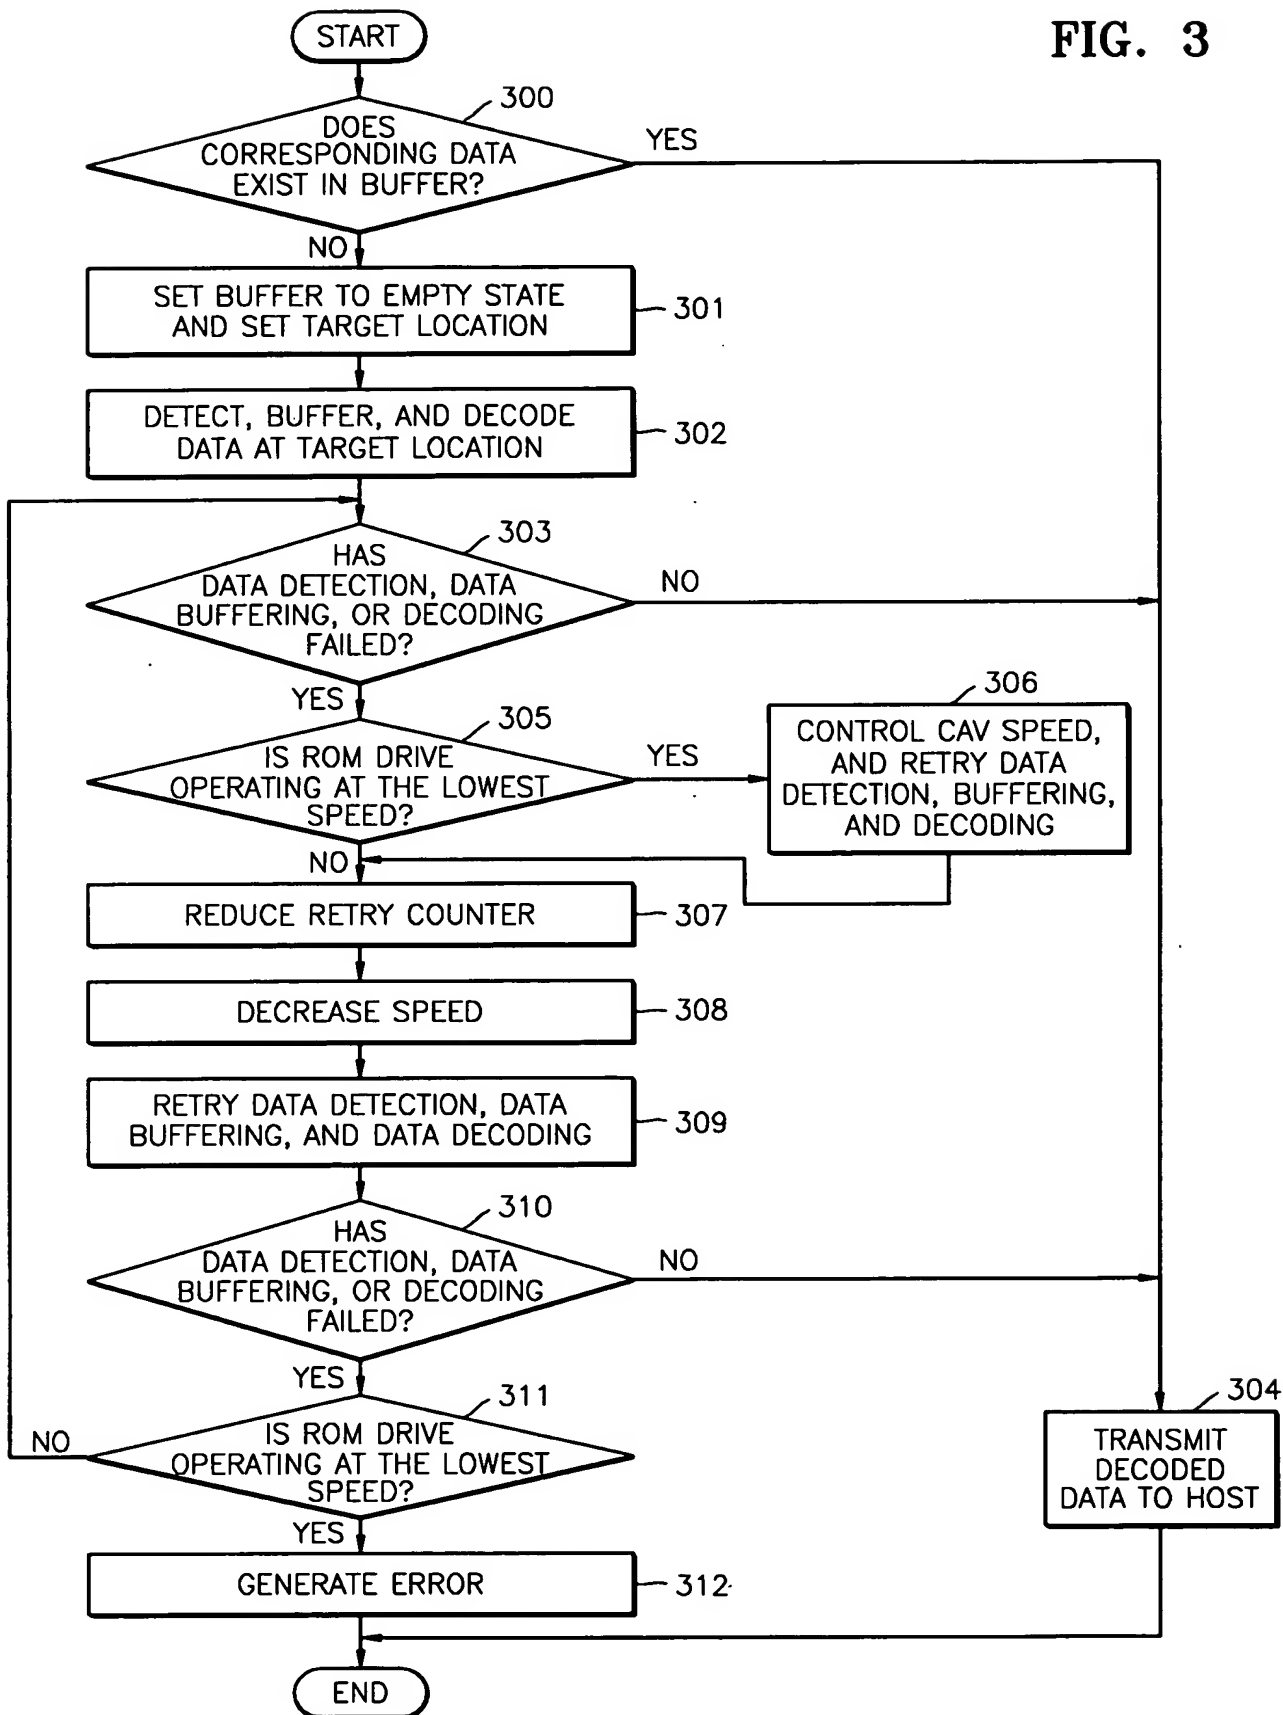 FIG. 3
START
300
DOES
CORRESPONDING DATA
EXIST IN BUFFER?
YES
NO
SET BUFFER TO EMPTY STATE
AND SET TARGET LOCATION
301
DETECT, BUFFER, AND DECODE
DATA AT TARGET LOCATION
302
303
HAS
DATA DETECTION, DATA
BUFFERING, OR DECODING
FAILED?
NO
YES
305
IS ROM DRIVE
OPERATING AT THE LOWEST
SPEED?
YES
306
CONTROL CAV SPEED,
AND RETRY DATA
DETECTION, BUFFERING,
AND DECODING
NO
REDUCE RETRY COUNTER
307
DECREASE SPEED
308
RETRY DATA DETECTION, DATA
BUFFERING, AND DATA DECODING
309
310
HAS
DATA DETECTION, DATA
BUFFERING, OR DECODING
FAILED?
NO
YES
311
IS ROM DRIVE
OPERATING AT THE LOWEST
SPEED?
NO
YES
304
TRANSMIT
DECODED
DATA TO HOST
GENERATE ERROR
312
END